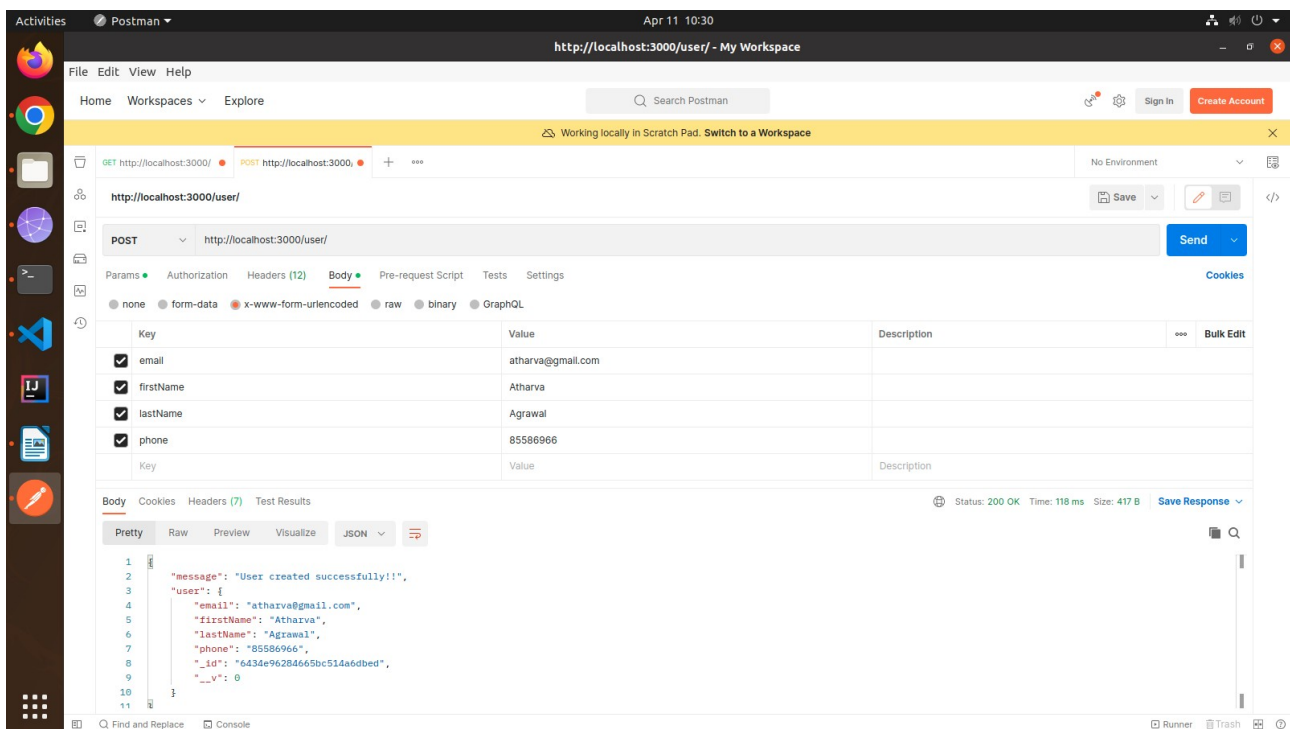 Activities Postman Apr 11 10:30
http://localhost:3000/user/ - My Workspace
File Edit View Help
Home Workspaces Explore Search Postman Sign In Create Account
Working locally in Scratch Pad. Switch to a Workspace
GET http://localhost:3000/ POST http://localhost:3000/ No Environment
http://localhost:3000/user/ Save
POST http://localhost:3000/user/ Send
Params Authorization Headers (12) Body Pre-request Script Tests Settings Cookies
none form-data x-www-form-urlencoded raw binary GraphQL
Key Value Description Bulk Edit
email atharva@gmail.com
firstName Atharva
lastName Agrawal
phone 85586966
Key Value Description
Body Cookies Headers (7) Test Results Status: 200 OK Time: 118 ms Size: 417 B Save Response
Pretty Raw Preview Visualize JSON
1 {
2 "message": "User created successfully!!",
3 "user": {
4 "email": "atharva@gmail.com",
5 "firstName": "Atharva",
6 "lastName": "Agrawal",
7 "phone": "85586966",
8 "_id": "6434e96284665bc514a6dbed",
9 "__v": 0
10 }
11 }
Find and Replace Console Runner Trash